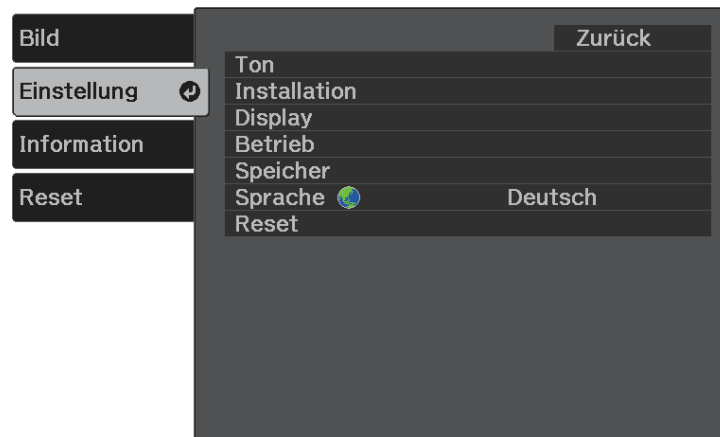 Bild
Einstellung
Information
Reset
Zurück
Ton
Installation
Display
Betrieb
Speicher
Sprache Deutsch
Reset